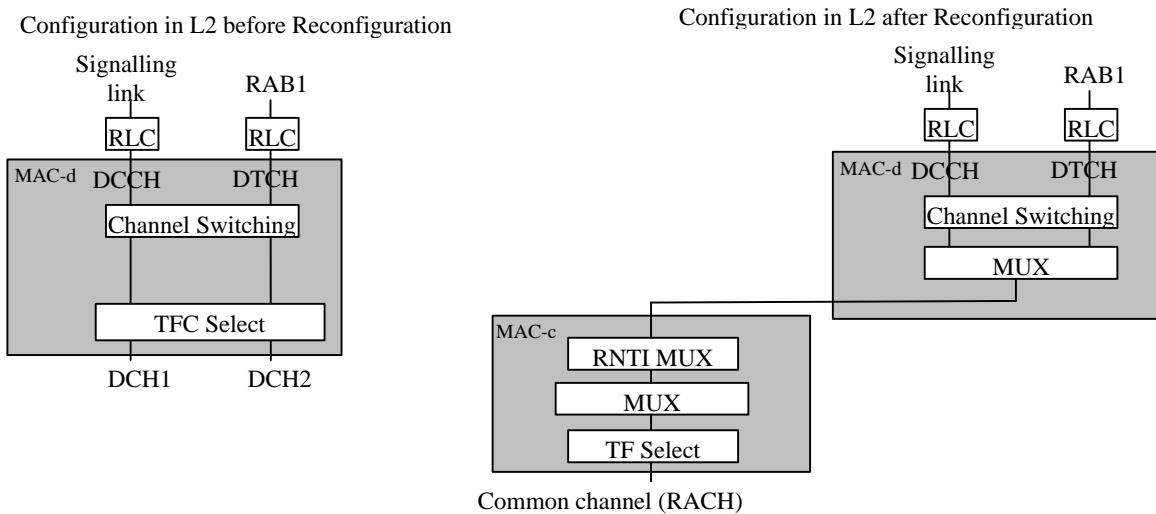 Configuration in L2 before Reconfiguration
Signalling
link
RAB1
RLC
RLC
MAC-d
DCCH
DTCH
Channel Switching
TFC Select
DCH1
DCH2
Configuration in L2 after Reconfiguration
Signalling
link
RAB1
RLC
RLC
MAC-d
DCCH
DTCH
Channel Switching
MUX
MAC-c
RNTI MUX
MUX
TF Select
Common channel (RACH)